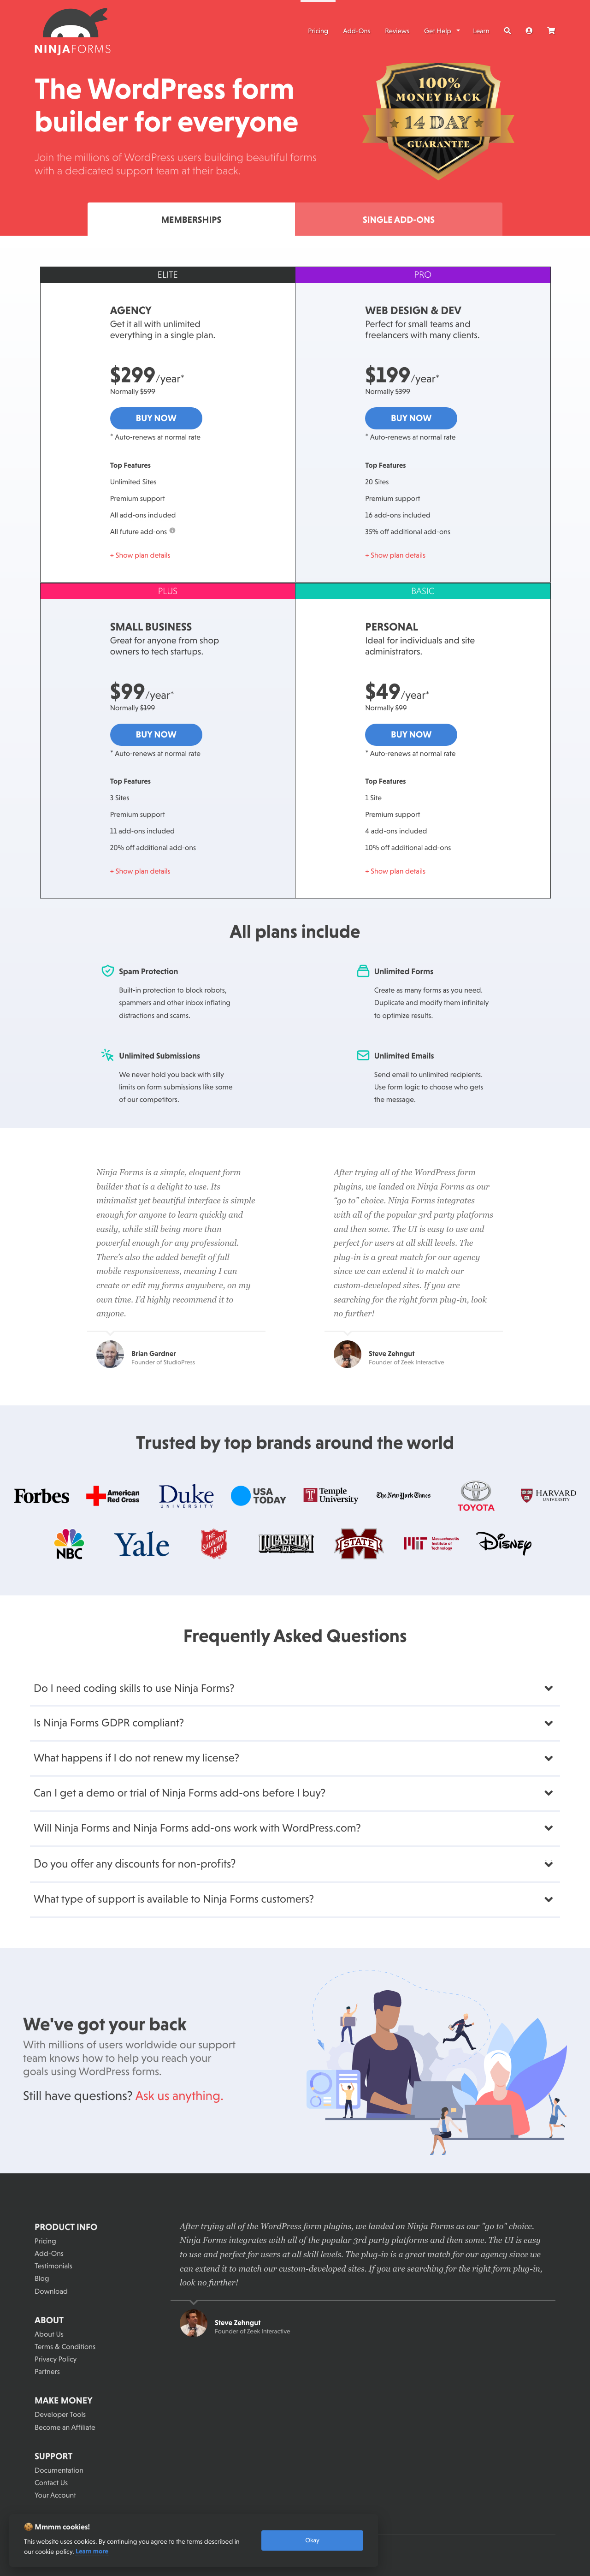 NINJAFORMS
Pricing
Add-Ons
Reviews
Get Help
Learn
The WordPress form
builder for everyone
Join the millions of WordPress users building beautiful forms
with a dedicated support team at their back.
100%
MONEY BACK
14 DAY
GUARANTEE
MEMBERSHIPS
SINGLE ADD-ONS
ELITE
AGENCY
Get it all with unlimited
everything in a single plan.
$299/year*
Normally $599
BUY NOW
* Auto-renews at normal rate
Top Features
Unlimited Sites
Premium support
All add-ons included
All future add-ons
+ Show plan details
PRO
WEB DESIGN & DEV
Perfect for small teams and
freelancers with many clients.
$199/year*
Normally $399
BUY NOW
* Auto-renews at normal rate
Top Features
20 Sites
Premium support
16 add-ons included
35% off additional add-ons
+ Show plan details
PLUS
SMALL BUSINESS
Great for anyone from shop
owners to tech startups.
$99/year*
Normally $199
BUY NOW
* Auto-renews at normal rate
Top Features
3 Sites
Premium support
11 add-ons included
20% off additional add-ons
+ Show plan details
BASIC
PERSONAL
Ideal for individuals and site
administrators.
$49/year*
Normally $99
BUY NOW
* Auto-renews at normal rate
Top Features
1 Site
Premium support
4 add-ons included
10% off additional add-ons
+ Show plan details
All plans include
Spam Protection
Built-in protection to block robots,
spammers and other inbox inflating
distractions and scams.
Unlimited Forms
Create as many forms as you need.
Duplicate and modify them infinitely
to optimize results.
Unlimited Submissions
We never hold you back with silly
limits on form submissions like some
of our competitors.
Unlimited Emails
Send email to unlimited recipients.
Use form logic to choose who gets
the message.
Ninja Forms is a simple, eloquent form
builder that is a delight to use. Its
minimalist yet beautiful interface is simple
enough for anyone to learn quickly and
easily, while still being more than
powerful enough for any professional.
There's also the added benefit of full
mobile responsiveness, meaning I can
create or edit my forms anywhere, on my
own time. I'd highly recommend it to
anyone.
Brian Gardner
Founder of StudioPress
After trying all of the WordPress form
plugins, we landed on Ninja Forms as our
"go to" choice. Ninja Forms integrates
with all of the popular 3rd party platforms
and then some. The UI is easy to use and
perfect for users at all skill levels. The
plug-in is a great match for our agency
since we can extend it to match our
custom-developed sites. If you are
searching for the right form plug-in, look
no further!
Steve Zehngut
Founder of Zeek Interactive
Trusted by top brands around the world
Forbes
American
Red Cross
Duke
UNIVERSITY
USA
TODAY
Temple
University
The New York Times
TOYOTA
HARVARD
UNIVERSITY
NBC
Yale
THE
SALVATION
ARMY
LUCASFILM
Ltd.
STATE
MIT
Massachusetts
Institute of
Technology
Disney
Frequently Asked Questions
Do I need coding skills to use Ninja Forms?
Is Ninja Forms GDPR compliant?
What happens if I do not renew my license?
Can I get a demo or trial of Ninja Forms add-ons before I buy?
Will Ninja Forms and Ninja Forms add-ons work with WordPress.com?
Do you offer any discounts for non-profits?
What type of support is available to Ninja Forms customers?
We've got your back
With millions of users worldwide our support
team knows how to help you reach your
goals using WordPress forms.
Still have questions? Ask us anything.
PRODUCT INFO
Pricing
Add-Ons
Testimonials
Blog
Download
ABOUT
About Us
Terms & Conditions
Privacy Policy
Partners
MAKE MONEY
Developer Tools
Become an Affiliate
SUPPORT
Documentation
Contact Us
Your Account
After trying all of the WordPress form plugins, we landed on Ninja Forms as our "go to" choice.
Ninja Forms integrates with all of the popular 3rd party platforms and then some. The UI is easy
to use and perfect for users at all skill levels. The plug-in is a great match for our agency since we
can extend it to match our custom-developed sites. If you are searching for the right form plug-in,
look no further!
Steve Zehngut
Founder of Zeek Interactive
Mmmm cookies!
This website uses cookies. By continuing you agree to the terms described in
our cookie policy. Learn more
Okay